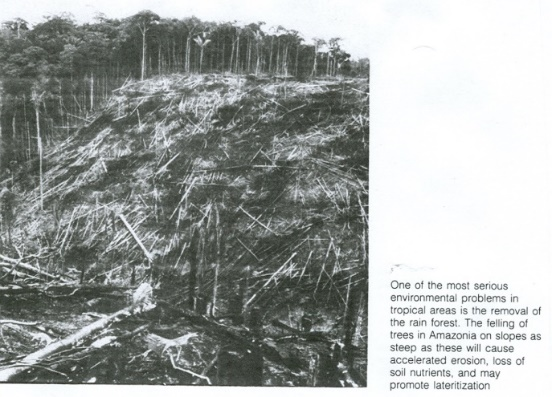 One of the most serious
environmental problems in
tropical areas is the removal of
the rain forest. The felling of
trees in Amazonia on slopes as
steep as these will cause
accelerated erosion, loss of
soil nutrients, and may
promote lateritization